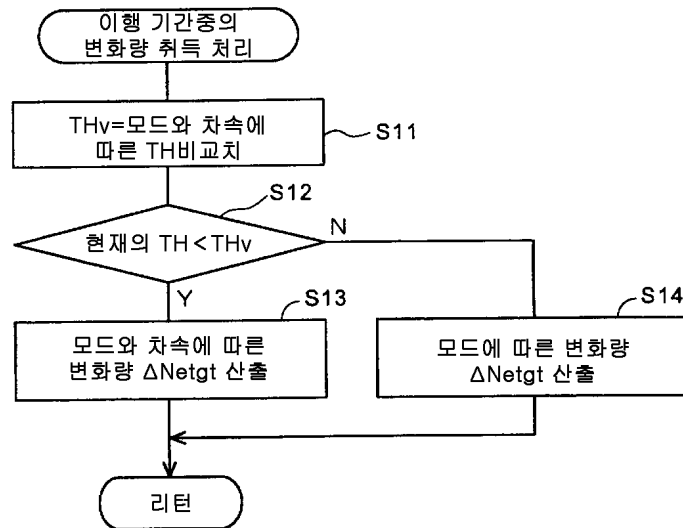 이행 기간중의
변화량 취득 처리
THv=모드와 차속에
따른 TH비교치
S11
S12
현재의 TH<THv
N
Y
S13
모드와 차속에 따른
변화량 ΔNetgt 산출
S14
모드에 따른 변화량
ΔNetgt 산출
리턴